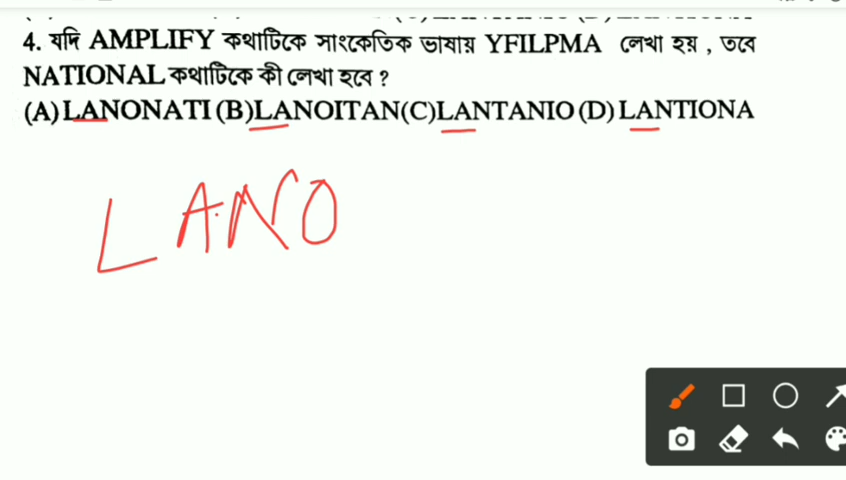 4. যদি AMPLIFY কথাটিকে সাংকেতিক ভাষায় YFILPMA লেখা হয় , তবে
NATIONAL কথাটিকে কী লেখা হবে ?
(A) LANONATI (B)LANOITAN(C)LANTANIO (D) LANTIONA
LANO